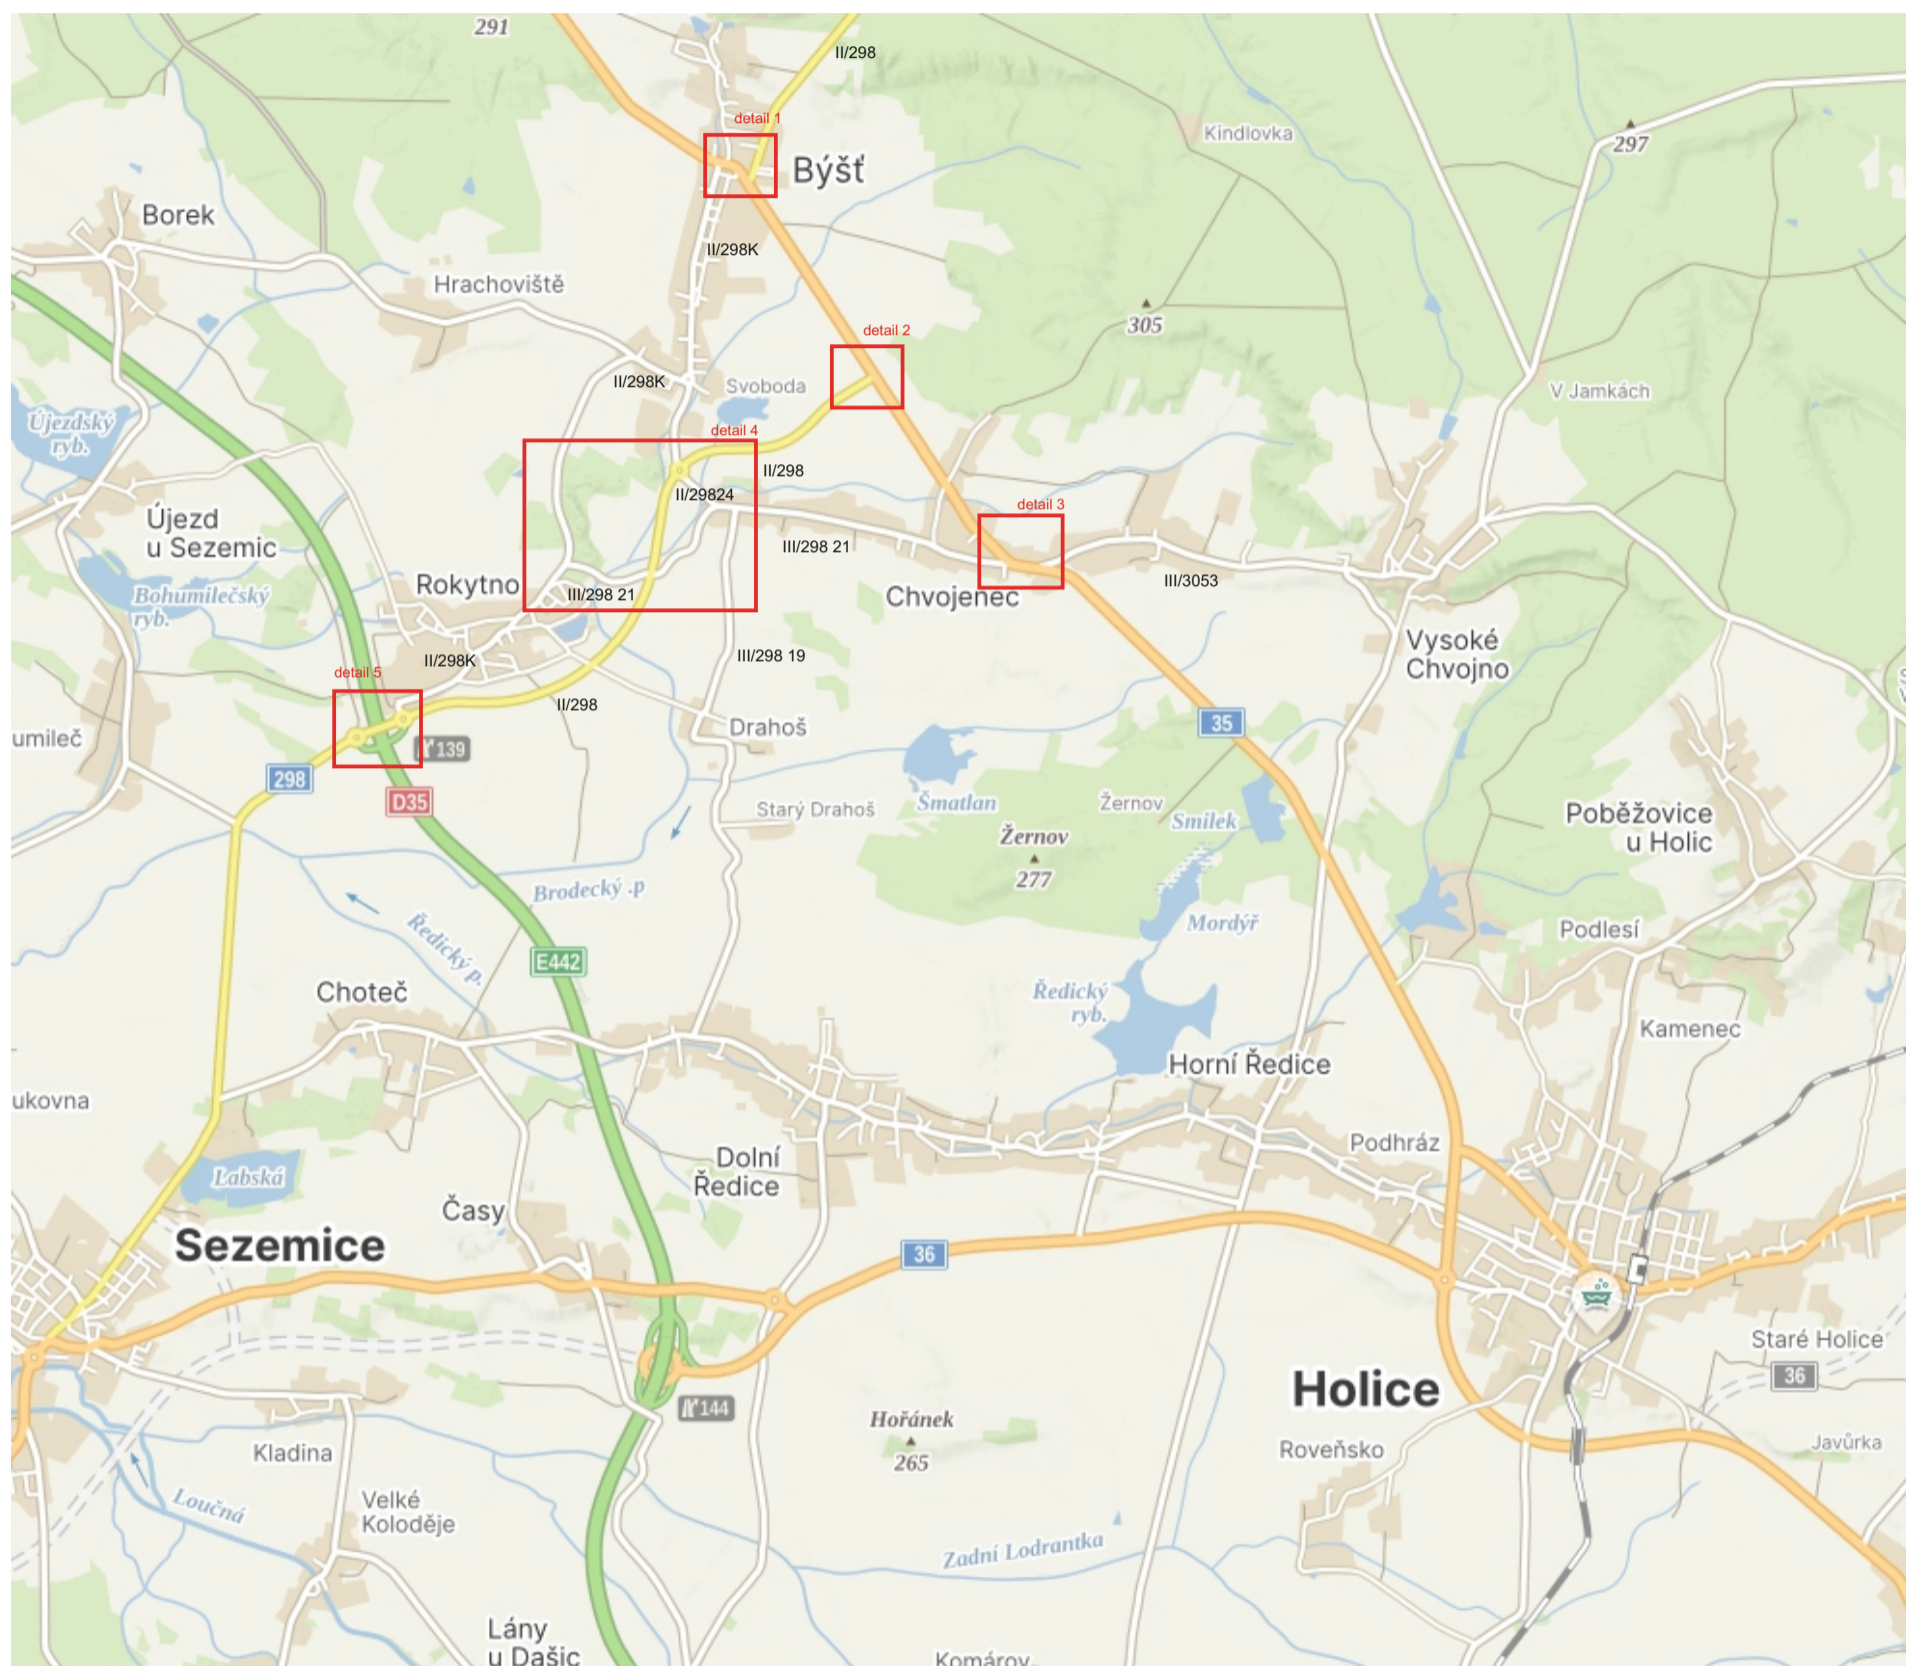 291
II/298
detail 1
Kindlovka
297
Býšť
Borek
II/298K
Hrachoviště
305
detail 2
II/298K
Svoboda
V Jamkách
Újezdský
ryb.
detail 4
II/298
II/29824
detail 3
Újezd
u Sezemic
III/298 21
Rokytno
III/298 21
Chvojenec
III/3053
Bohumilečský
ryb.
Vysoké
Chvojno
II/298K
III/298 19
detail 5
II/298
35
Drahoš
umileč
139
298
D35
Šmatlan
Žernov
Smilek
Starý Drahoš
Žernov
277
Poběžovice
u Holic
Brodecký .p
Ředický p.
Mordýř
Podlesí
E442
Choteč
Ředický
ryb.
Kamenec
Horní Ředice
ukovna
Podhráz
Labská
Dolní
Ředice
Časy
Sezemice
36
Staré Holice
36
Holice
144
Hořánek
265
Kladina
Roveňsko
Javůrka
Loučná
Velké
Koloděje
Zadní Lodrantka
Lány
u Dašic
Komárov